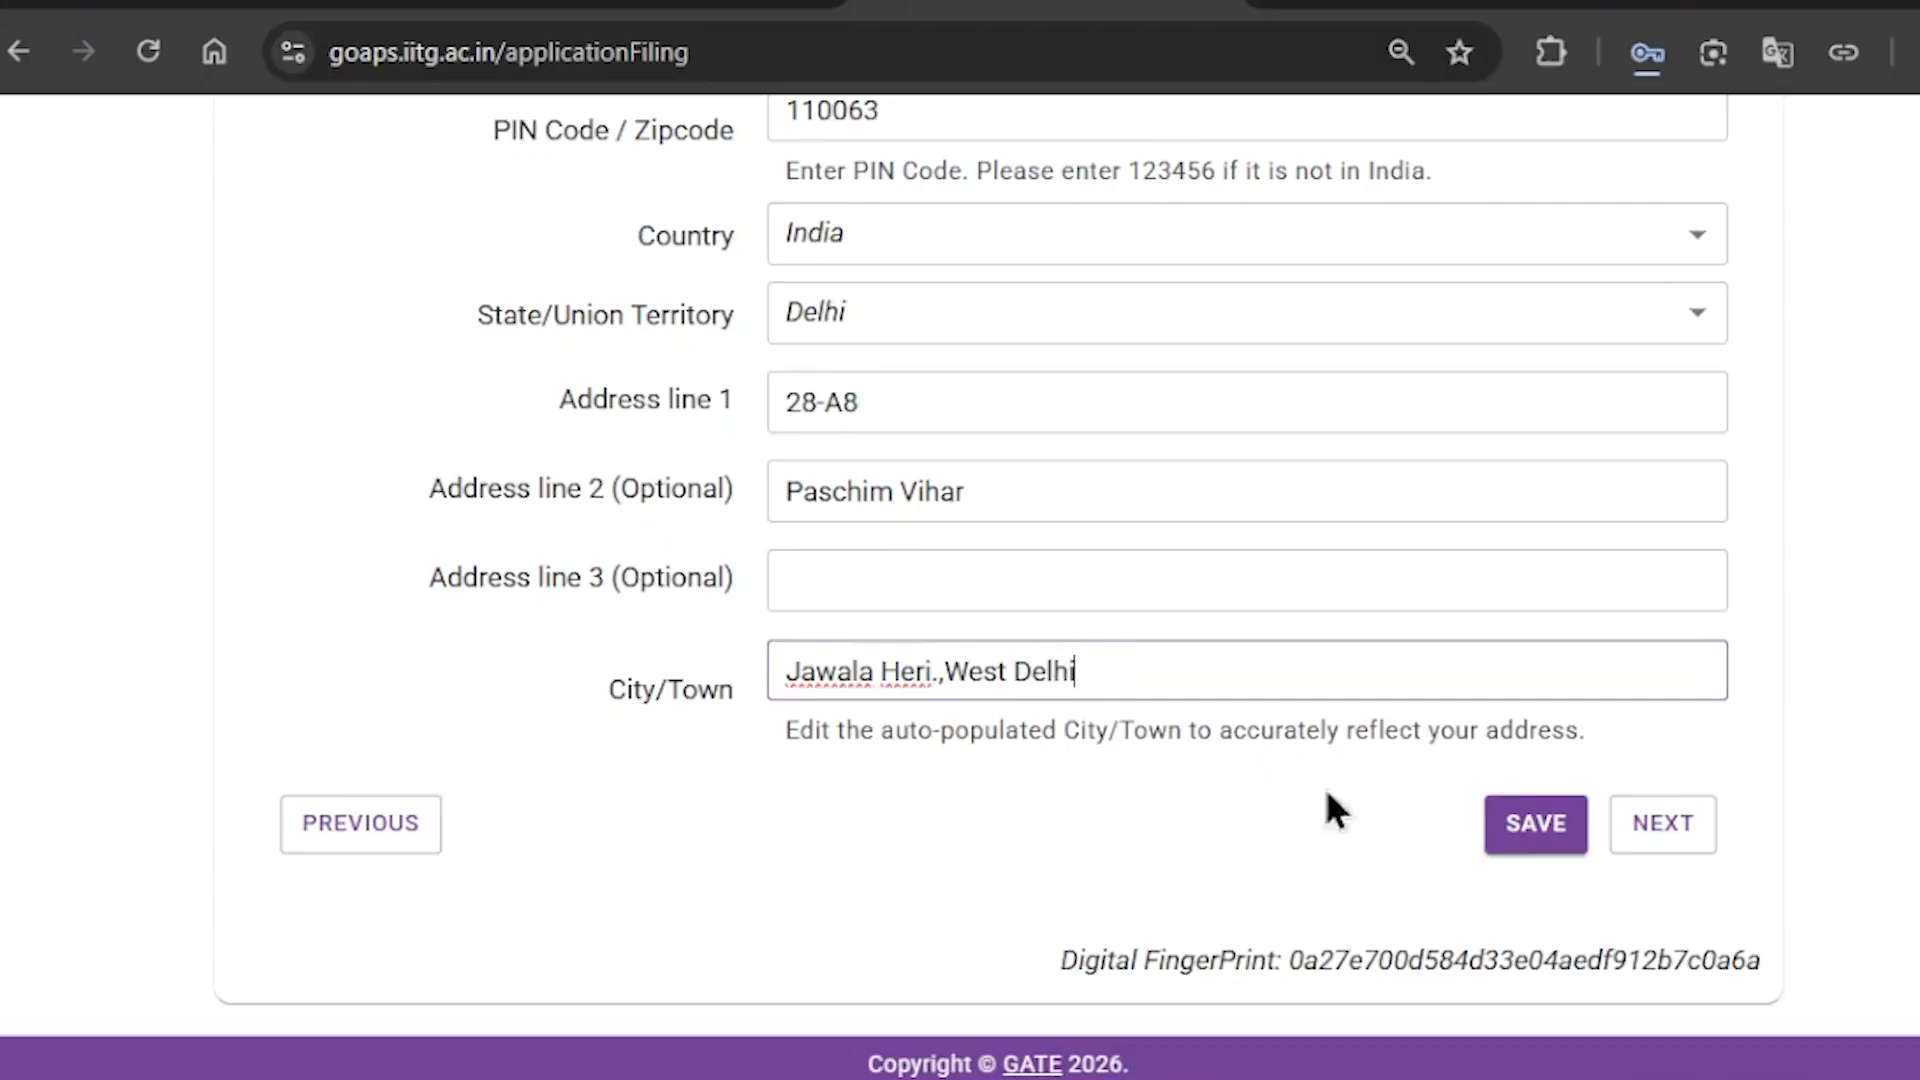 goaps.iitg.ac.in/applicationFiling
PIN Code / Zipcode
110063
Enter PIN Code. Please enter 123456 if it is not in India.
Country
India
State/Union Territory
Delhi
Address line 1
28-A8
Address line 2 (Optional)
Paschim Vihar
Address line 3 (Optional)
City/Town
Jawala Heri.,West Delhi
Edit the auto-populated City/Town to accurately reflect your address.
PREVIOUS
SAVE
NEXT
Digital FingerPrint: 0a27e700d584d33e04aedf912b7c0a6a
Copyright © GATE 2026.